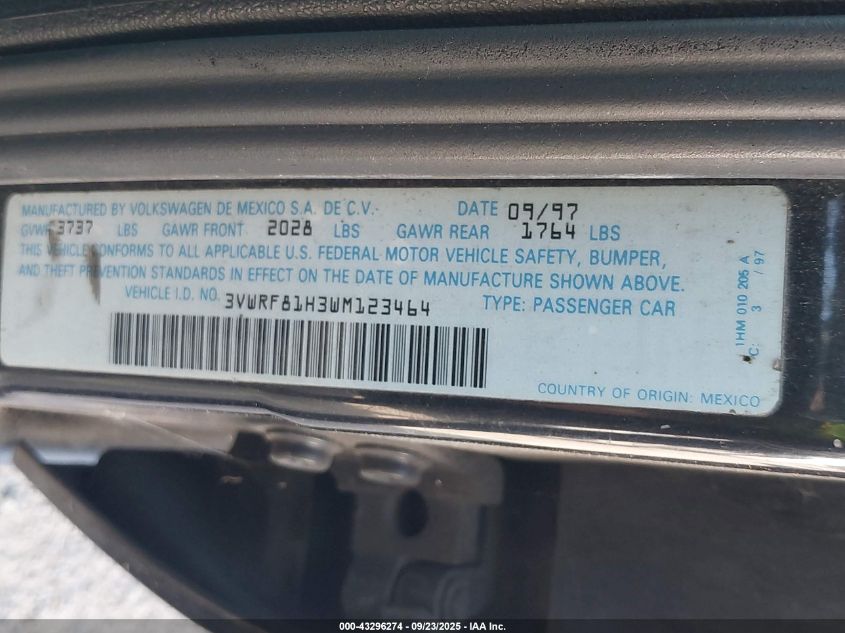 MANUFACTURED BY VOLKSWAGEN DE MEXICO S.A. DE C.V.- DATE 09/97
GVWR 3737 LBS GAWR FRONT 2028 LBS GAWR REAR 1764 LBS
THIS VEHICLE CONFORMS TO ALL APPLICABLE U.S. FEDERAL MOTOR VEHICLE SAFETY, BUMPER,
AND THEFT PREVENTION STANDARDS IN EFFECT ON THE DATE OF MANUFACTURE SHOWN ABOVE.
VEHICLE I.D. NO. 3VWRF81H3WM123464 TYPE: PASSENGER CAR
COUNTRY OF ORIGIN: MEXICO
1HM 010 205 A
C 3 / 97
000-43296274 - 09/23/2025 - IAA Inc.